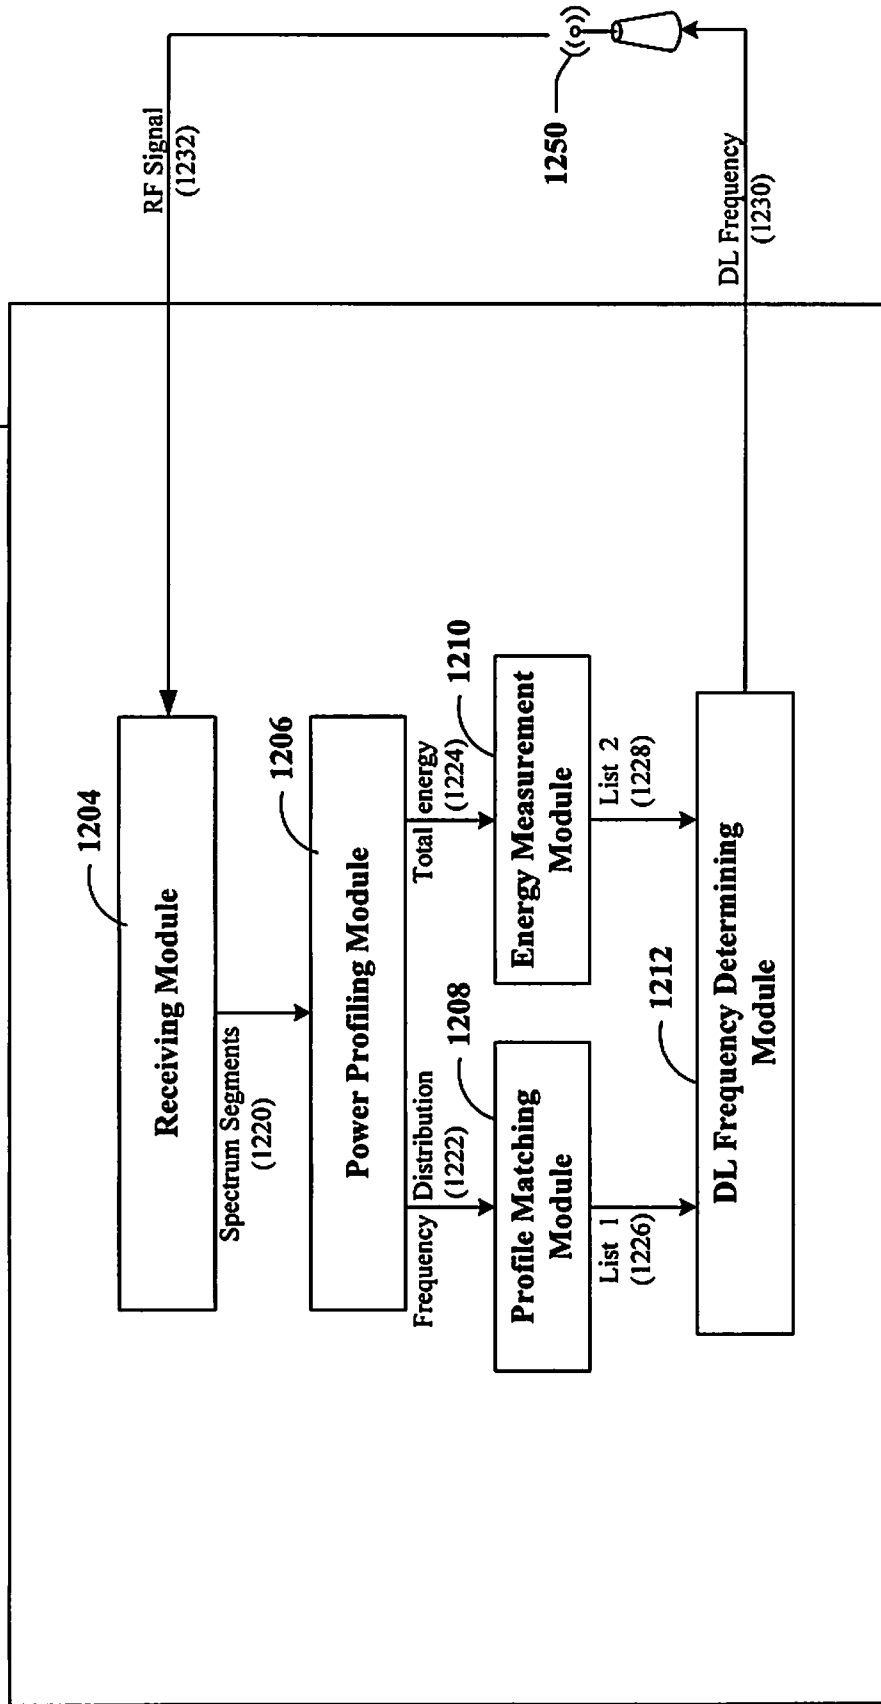 RF Signal
(1232)
1250
DL Frequency
(1230)
1204
Receiving Module
Spectrum Segments
(1220)
1206
Power Profiling Module
Frequency Distribution
(1222)
Total energy
(1224)
1208
Profile Matching
Module
1210
Energy Measurement
Module
List 1
(1226)
List 2
(1228)
1212
DL Frequency Determining
Module